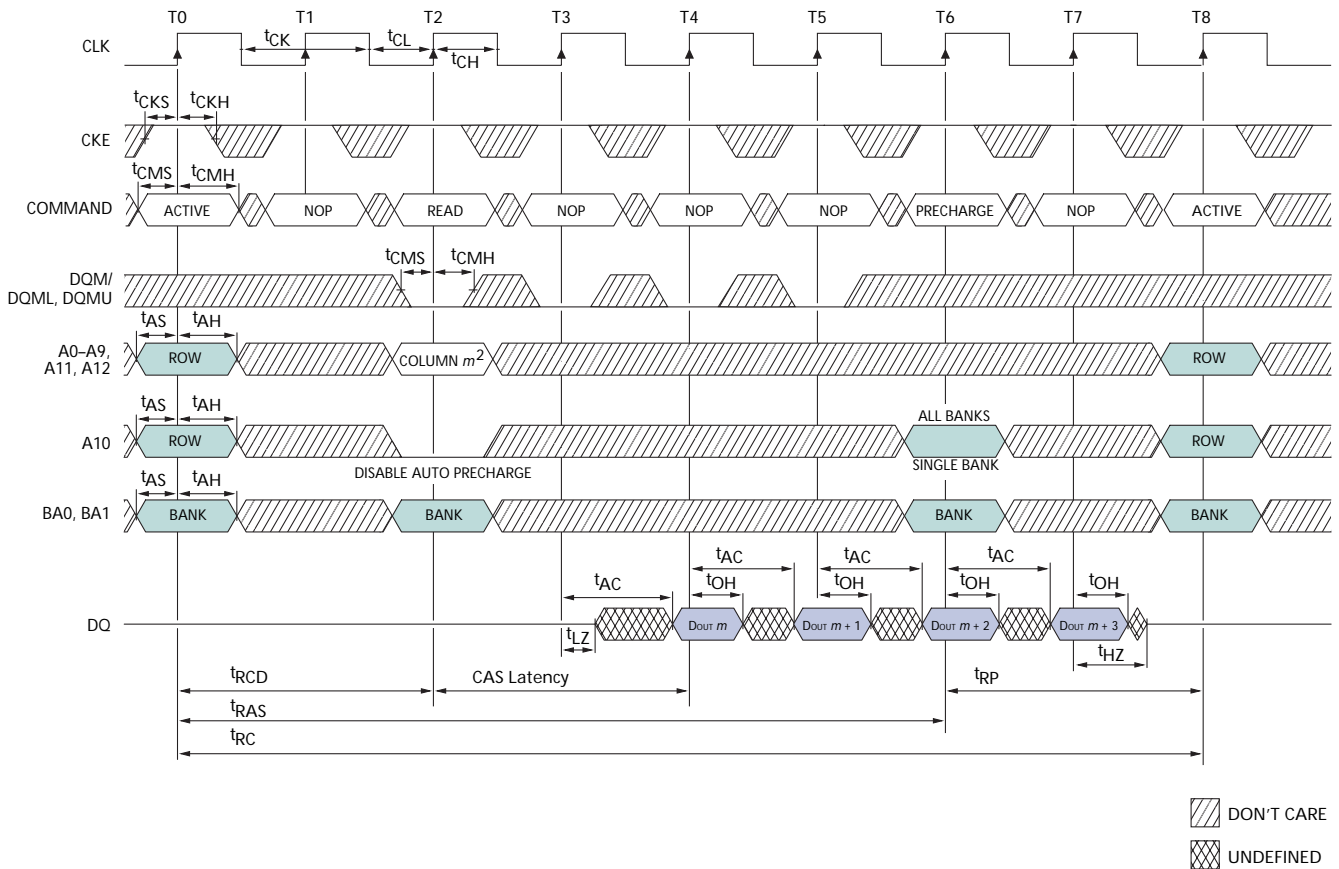 T0 T1 T2 T3 T4 T5 T6 T7 T8
CLK
tCK tCL
tCH
tCKS tCKH
CKE
tCMS tCMH
COMMAND ACTIVE NOP READ NOP NOP NOP PRECHARGE NOP ACTIVE
tCMS tCMH
DQM/
DQML, DQMU
tAS tAH
A0–A9,
A11, A12
ROW COLUMN m2 ROW
tAS tAH
ALL BANKS
A10 ROW ROW
DISABLE AUTO PRECHARGE SINGLE BANK
tAS tAH
BA0, BA1 BANK BANK BANK BANK
tAC tAC tAC
tAC tOH tOH tOH tOH
DQ DOUT m DOUT m + 1 DOUT m + 2 DOUT m + 3
tLZ tHZ
tRCD CAS Latency tRP
tRAS
tRC
DON'T CARE
UNDEFINED